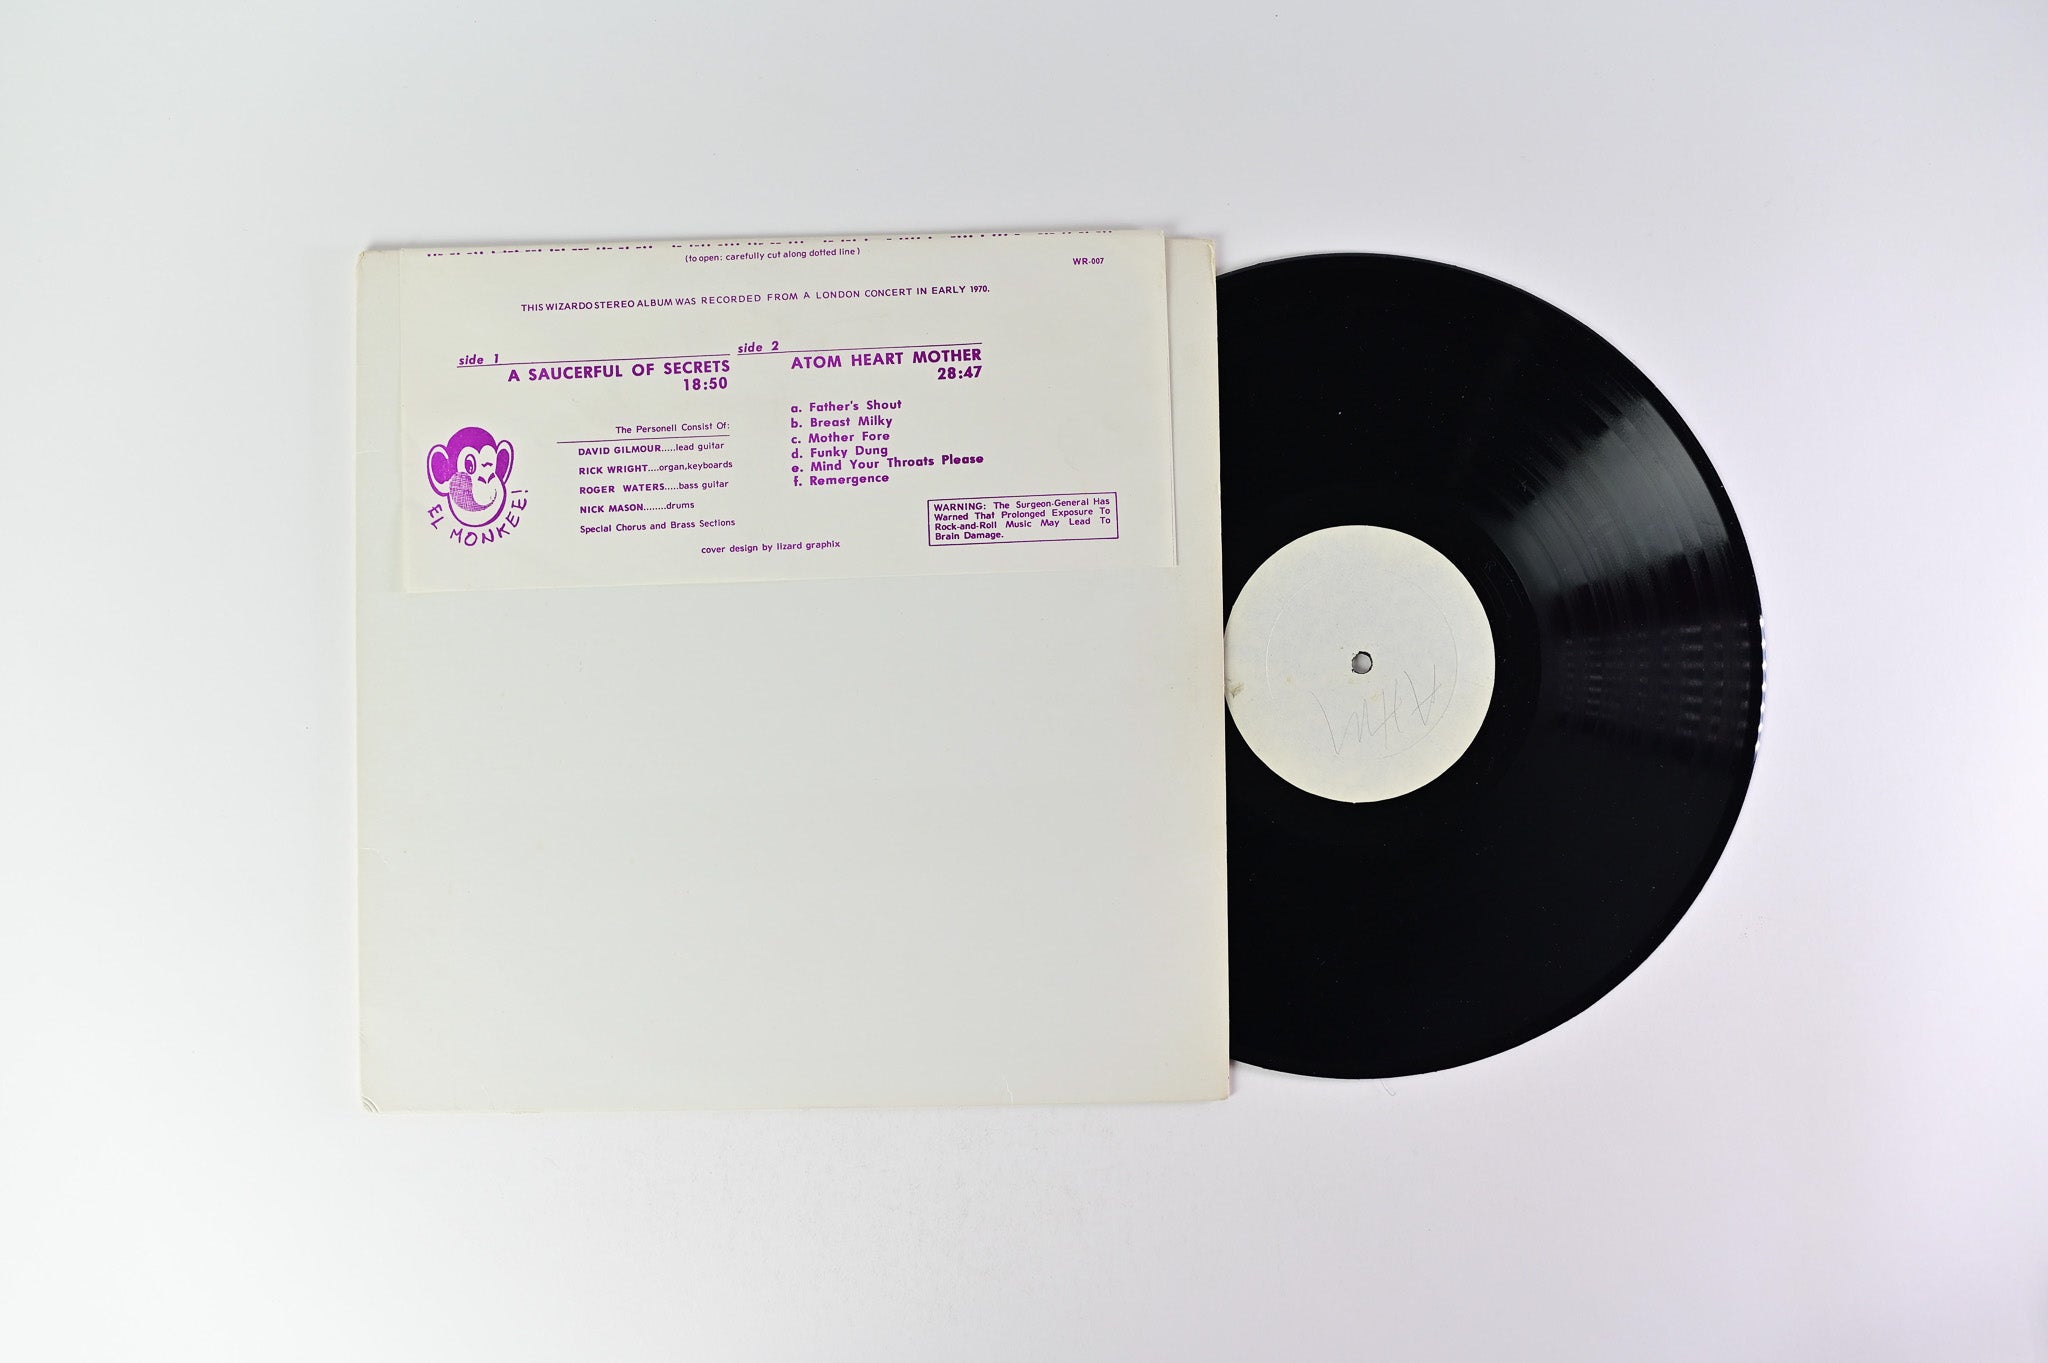 (to open: carefully cut along dotted line)
WR-007
THIS WIZARDO STEREO ALBUM WAS RECORDED FROM A LONDON CONCERT IN EARLY 1970.
side 1
A SAUCERFUL OF SECRETS
18:50
side 2
ATOM HEART MOTHER
28:47
a. Father's Shout
b. Breast Milky
c. Mother Fore
d. Funky Dung
e. Mind Your Throats Please
f. Remergence
The Personell Consist Of:
DAVID GILMOUR.....lead guitar
RICK WRIGHT....organ,keyboards
ROGER WATERS.....bass guitar
NICK MASON........drums
Special Chorus and Brass Sections
EL MONKEE!
cover design by lizard graphix
WARNING: The Surgeon-General Has
Warned That Prolonged Exposure To
Rock-and-Roll Music May Lead To
Brain Damage.